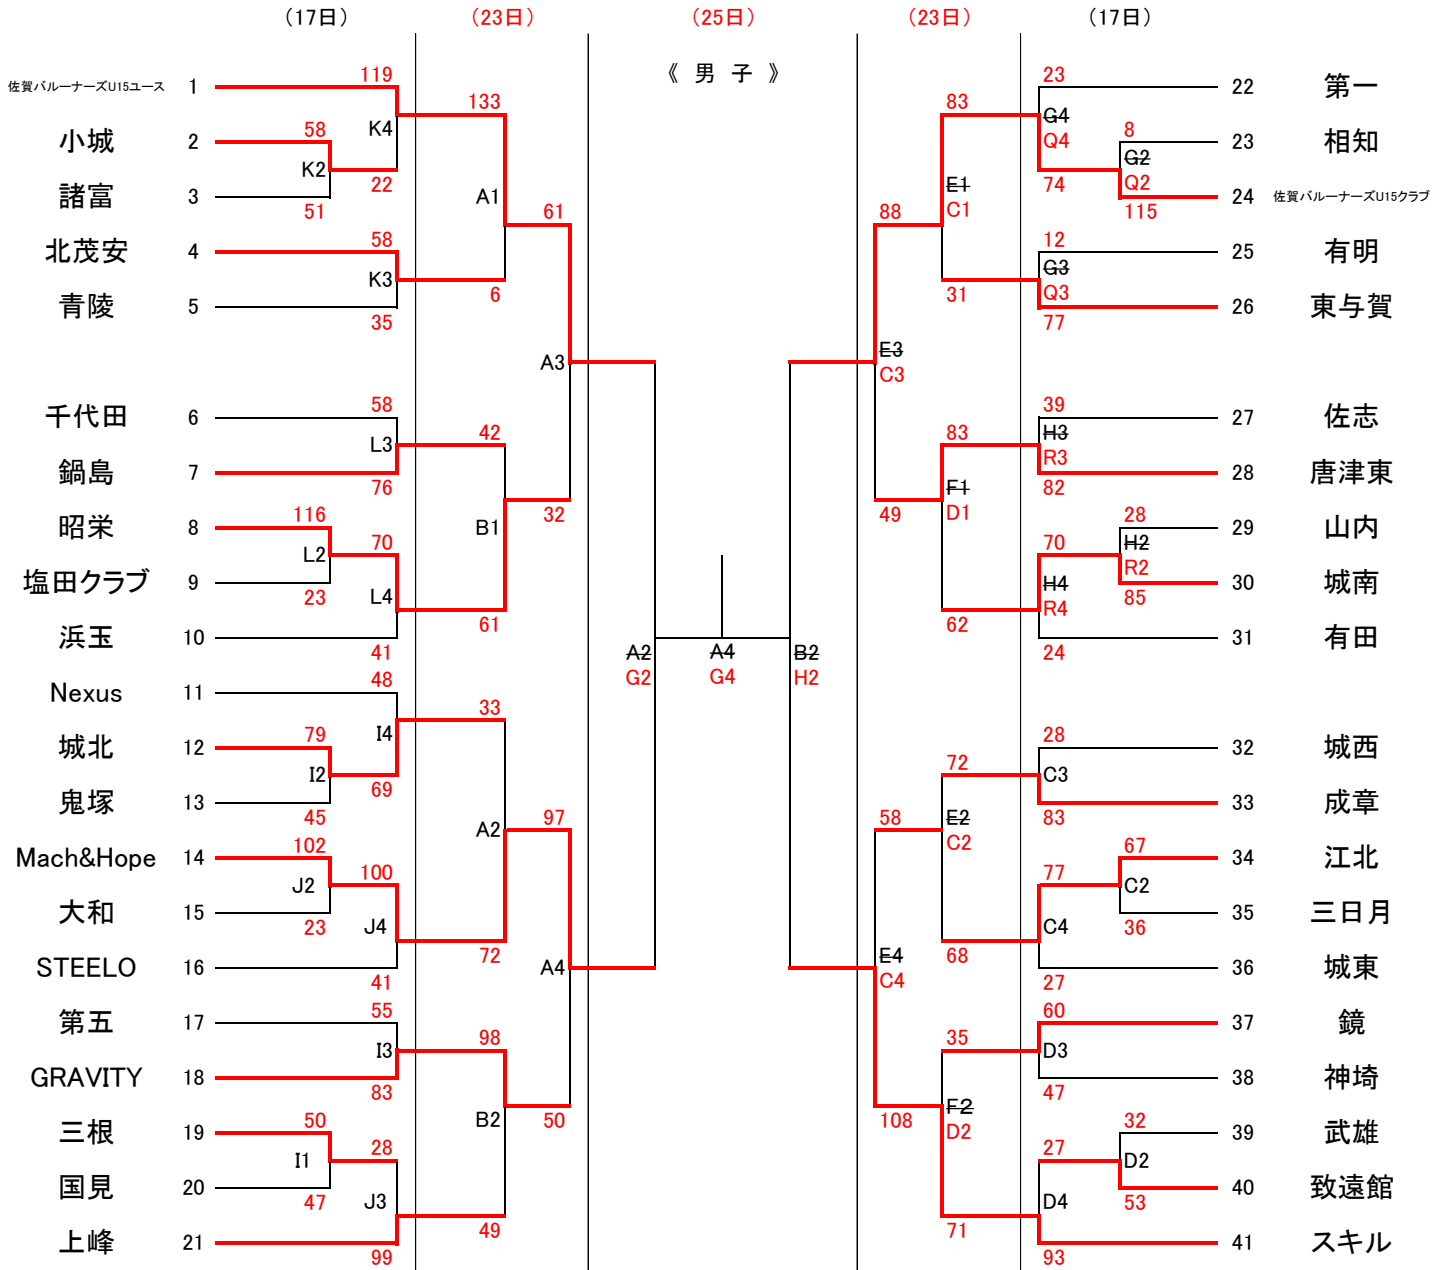 (17日) (23日) (25日) (23日) (17日)
《 男 子 》
佐賀バルーナーズU15ユース 1 119
133
K4
小城 2 58
K2 22
諸富 3 51
A1
61
北茂安 4 58
K3 6
青陵 5 35
A3
千代田 6 58
L3 42
鍋島 7 76
32
昭栄 8 116
B1
L2 70
塩田クラブ 9 23
L4 61
浜玉 10 41
Nexus 11 48
33
I4
城北 12 79
I2 69
鬼塚 13 45
A2
97
Mach&Hope 14 102
J2 100
大和 15 23
J4 72
STEELO 16 41
A4
第五 17 55
I3 98
GRAVITY 18 83
50
B2
三根 19 50
I1 28
国見 20 47
J3 49
上峰 21 99
A2 A4 B2
G2 G4 H2
23 22 第一
83
G4
Q4
8 23 相知
G2
74 Q2
115 24 佐賀バルーナーズU15クラブ
E1
C1
88
12 25 有明
G3
31 Q3
77 26 東与賀
E3
C3
39 27 佐志
83 H3
R3
82 28 唐津東
F1
49 D1
28 29 山内
70 H2
R2
85 30 城南
H4
R4
62
24 31 有田
28 32 城西
72 C3
83 33 成章
E2
58 C2
67 34 江北
77 C2
36 35 三日月
C4
68
27 36 城東
E4
C4
60 37 鏡
35 D3
47 38 神埼
F2
108 D2
32 39 武雄
27 D2
53 40 致遠館
D4
71
93 41 スキル